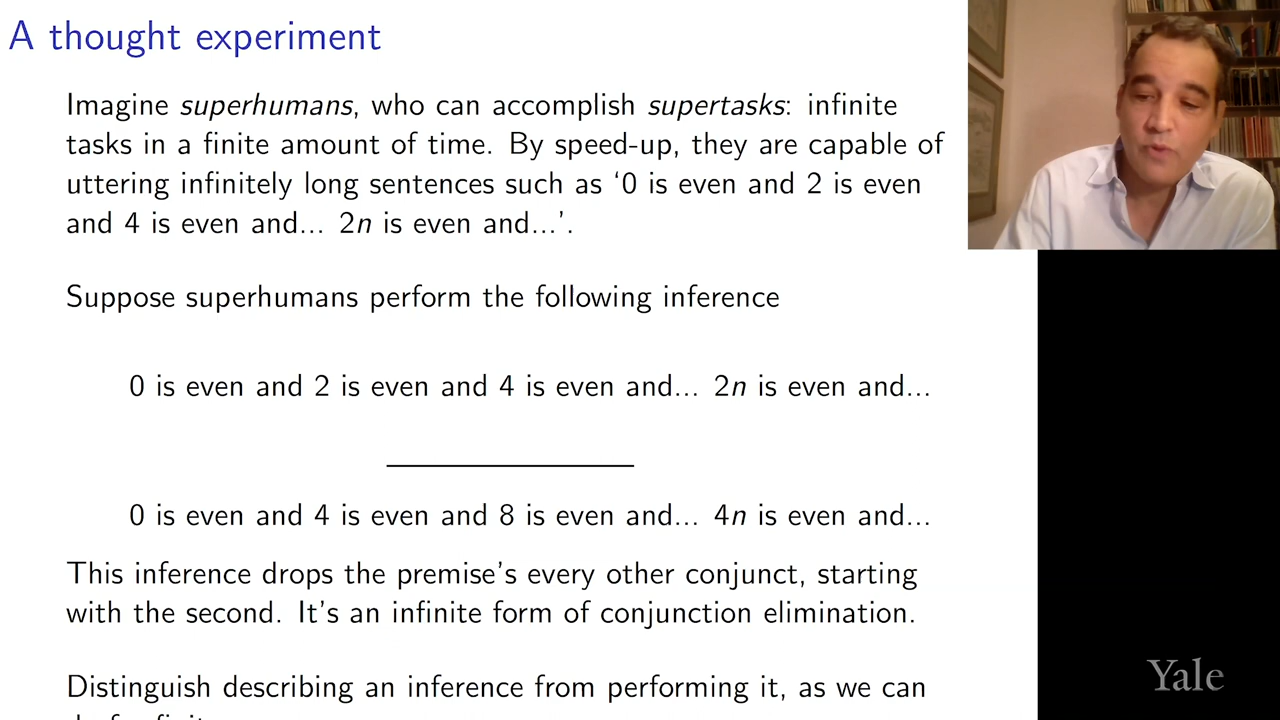 A thought experiment
Imagine superhumans, who can accomplish supertasks: infinite
tasks in a finite amount of time. By speed-up, they are capable of
uttering infinitely long sentences such as ‘0 is even and 2 is even
and 4 is even and... 2n is even and...’.
Suppose superhumans perform the following inference
0 is even and 2 is even and 4 is even and... 2n is even and...
0 is even and 4 is even and 8 is even and... 4n is even and...
This inference drops the premise’s every other conjunct, starting
with the second. It’s an infinite form of conjunction elimination.
Distinguish describing an inference from performing it, as we can
Yale